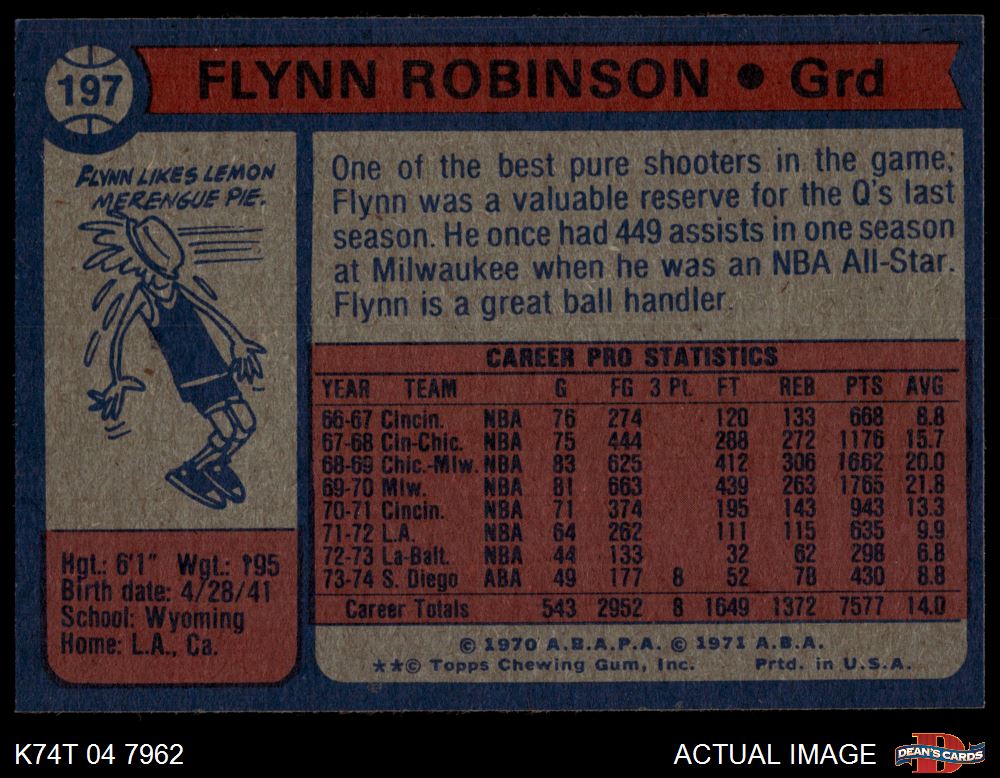 197
FLYNN ROBINSON • Grd
FLYNN LIKES LEMON
MERENGUE PIE.
One of the best pure shooters in the game,
Flynn was a valuable reserve for the Q's last
season. He once had 449 assists in one season
at Milwaukee when he was an NBA All-Star.
Flynn is a great ball handler.
CAREER PRO STATISTICS
YEAR TEAM G FG 3 Pt. FT REB PTS AVG
66-67 Cincin. NBA 76 274 120 133 668 8.8
67-68 Cin-Chic. NBA 75 444 288 272 1176 15.7
68-69 Chic.-Mlw. NBA 83 625 412 306 1662 20.0
69-70 Mlw. NBA 81 663 439 263 1765 21.8
70-71 Cincin. NBA 71 374 195 143 943 13.3
71-72 L.A. NBA 64 262 111 115 635 9.9
72-73 La-Balt. NBA 44 133 32 62 298 6.8
73-74 S. Diego ABA 49 177 8 52 78 430 8.8
Career Totals 543 2952 8 1649 1372 7577 14.0
Hgt.: 6'1" Wgt.: 195
Birth date: 4/28/41
School: Wyoming
Home: L.A., Ca.
© 1970 A.B.A.P.A. © 1971 A.B.A.
**© Topps Chewing Gum, Inc. Prtd. in U.S.A.
K74T 04 7962
ACTUAL IMAGE
DEAN'S CARDS